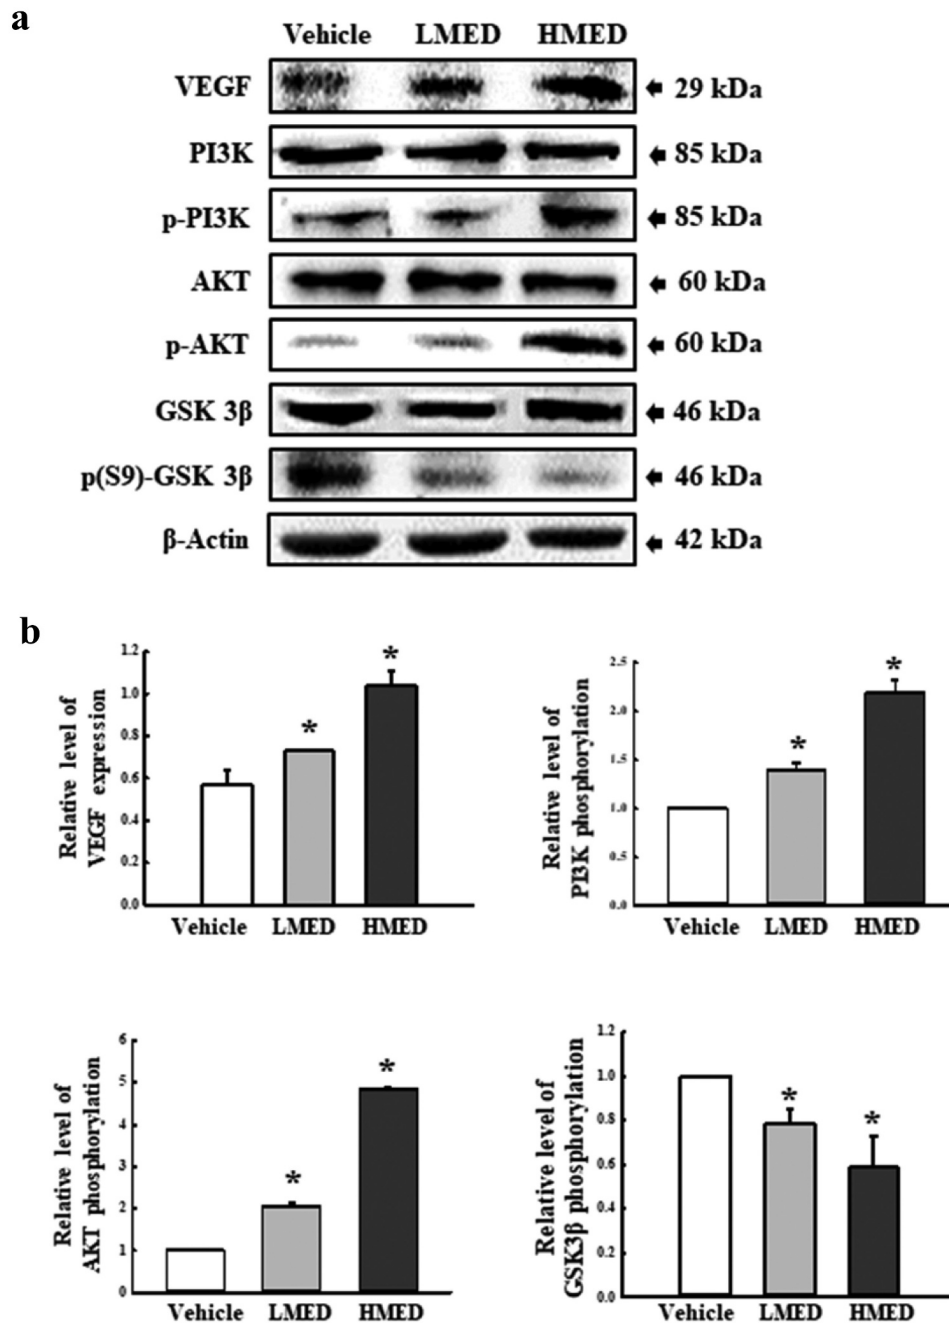 a
Vehicle LMED HMED
VEGF 29 kDa
PI3K 85 kDa
p-PI3K 85 kDa
AKT 60 kDa
p-AKT 60 kDa
GSK 3β 46 kDa
p(S9)-GSK 3β 46 kDa
β-Actin 42 kDa
b
Relative level of
VEGF expression
1.2
1.0
0.8
0.6
0.4
0.2
0.0
*
*
Vehicle LMED HMED
Relative level of
PI3K phosphorylation
2.5
2.0
1.5
1.0
0.5
0.0
*
*
Vehicle LMED HMED
Relative level of
AKT phosphorylation
6
5
4
3
2
1
0
*
*
Vehicle LMED HMED
Relative level of
GSK3β phosphorylation
1.2
1.0
0.8
0.6
0.4
0.2
0.0
*
*
Vehicle LMED HMED